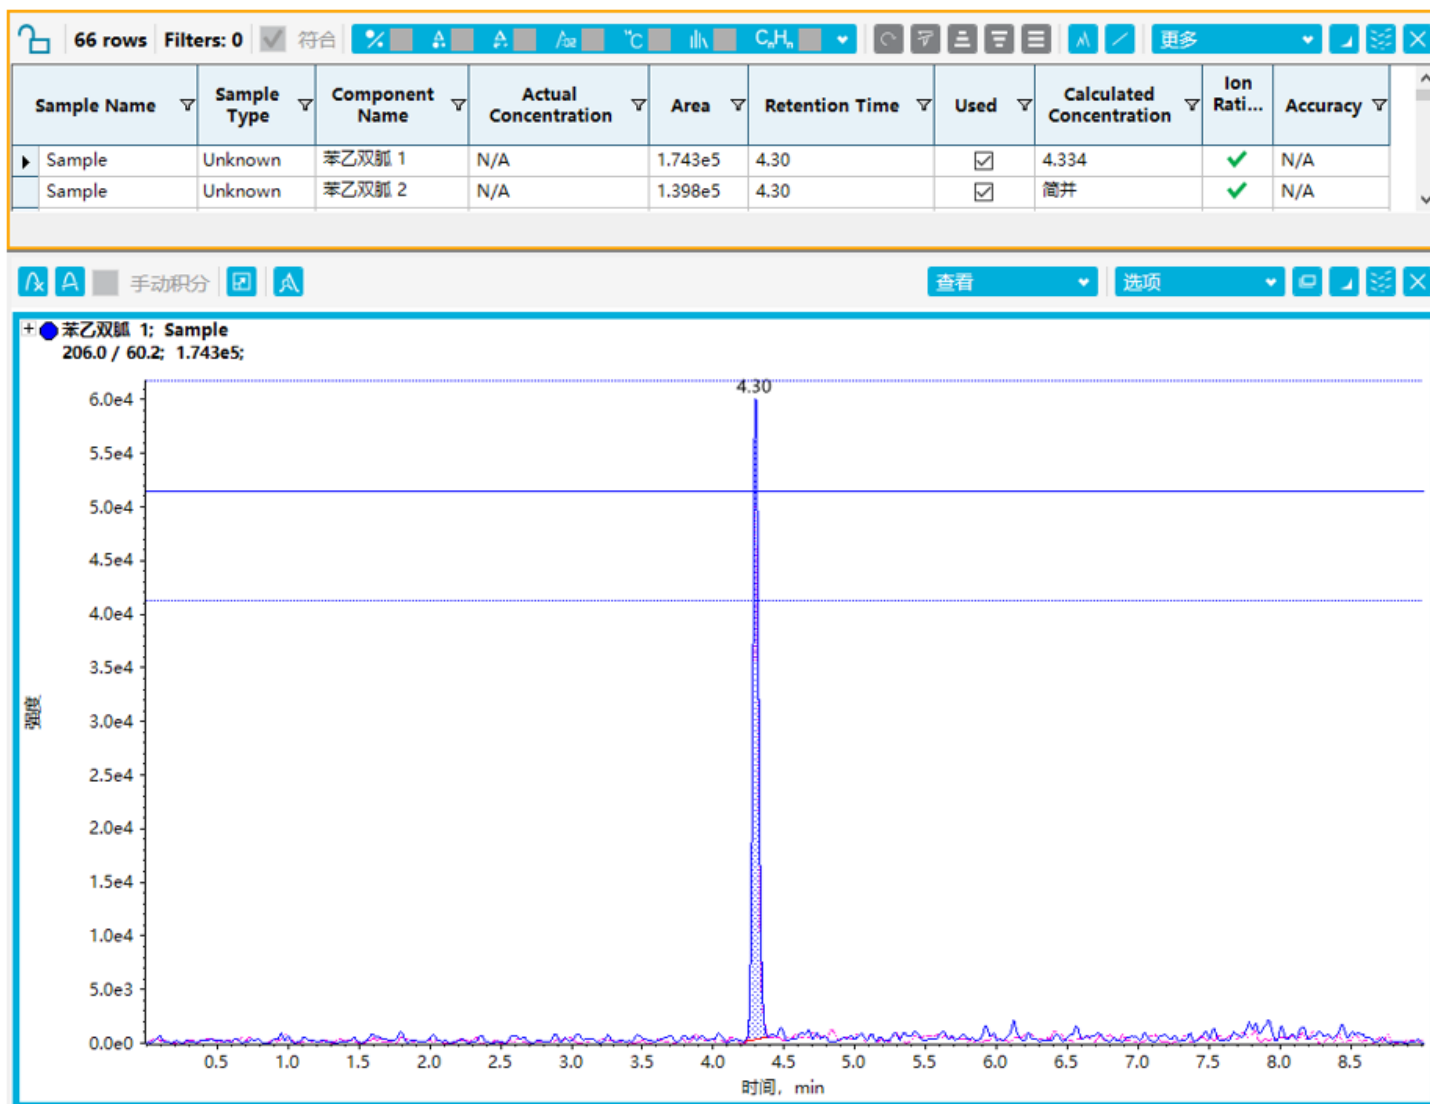 66 rows Filters: 0 符合 ℃ CnHn 更多
Sample Name Sample Type Component Name Actual Concentration Area Retention Time Used Calculated Concentration Ion Rati... Accuracy
Sample Unknown 苯乙双胍 1 N/A 1.743e5 4.30 4.334 N/A
Sample Unknown 苯乙双胍 2 N/A 1.398e5 4.30 简并 N/A
手动积分 查看 选项
苯乙双胍 1; Sample
206.0 / 60.2; 1.743e5;
4.30
6.0e4
5.5e4
5.0e4
4.5e4
4.0e4
3.5e4
3.0e4
2.5e4
2.0e4
1.5e4
1.0e4
5.0e3
0.0e0
强度
0.5 1.0 1.5 2.0 2.5 3.0 3.5 4.0 4.5 5.0 5.5 6.0 6.5 7.0 7.5 8.0 8.5
时间, min